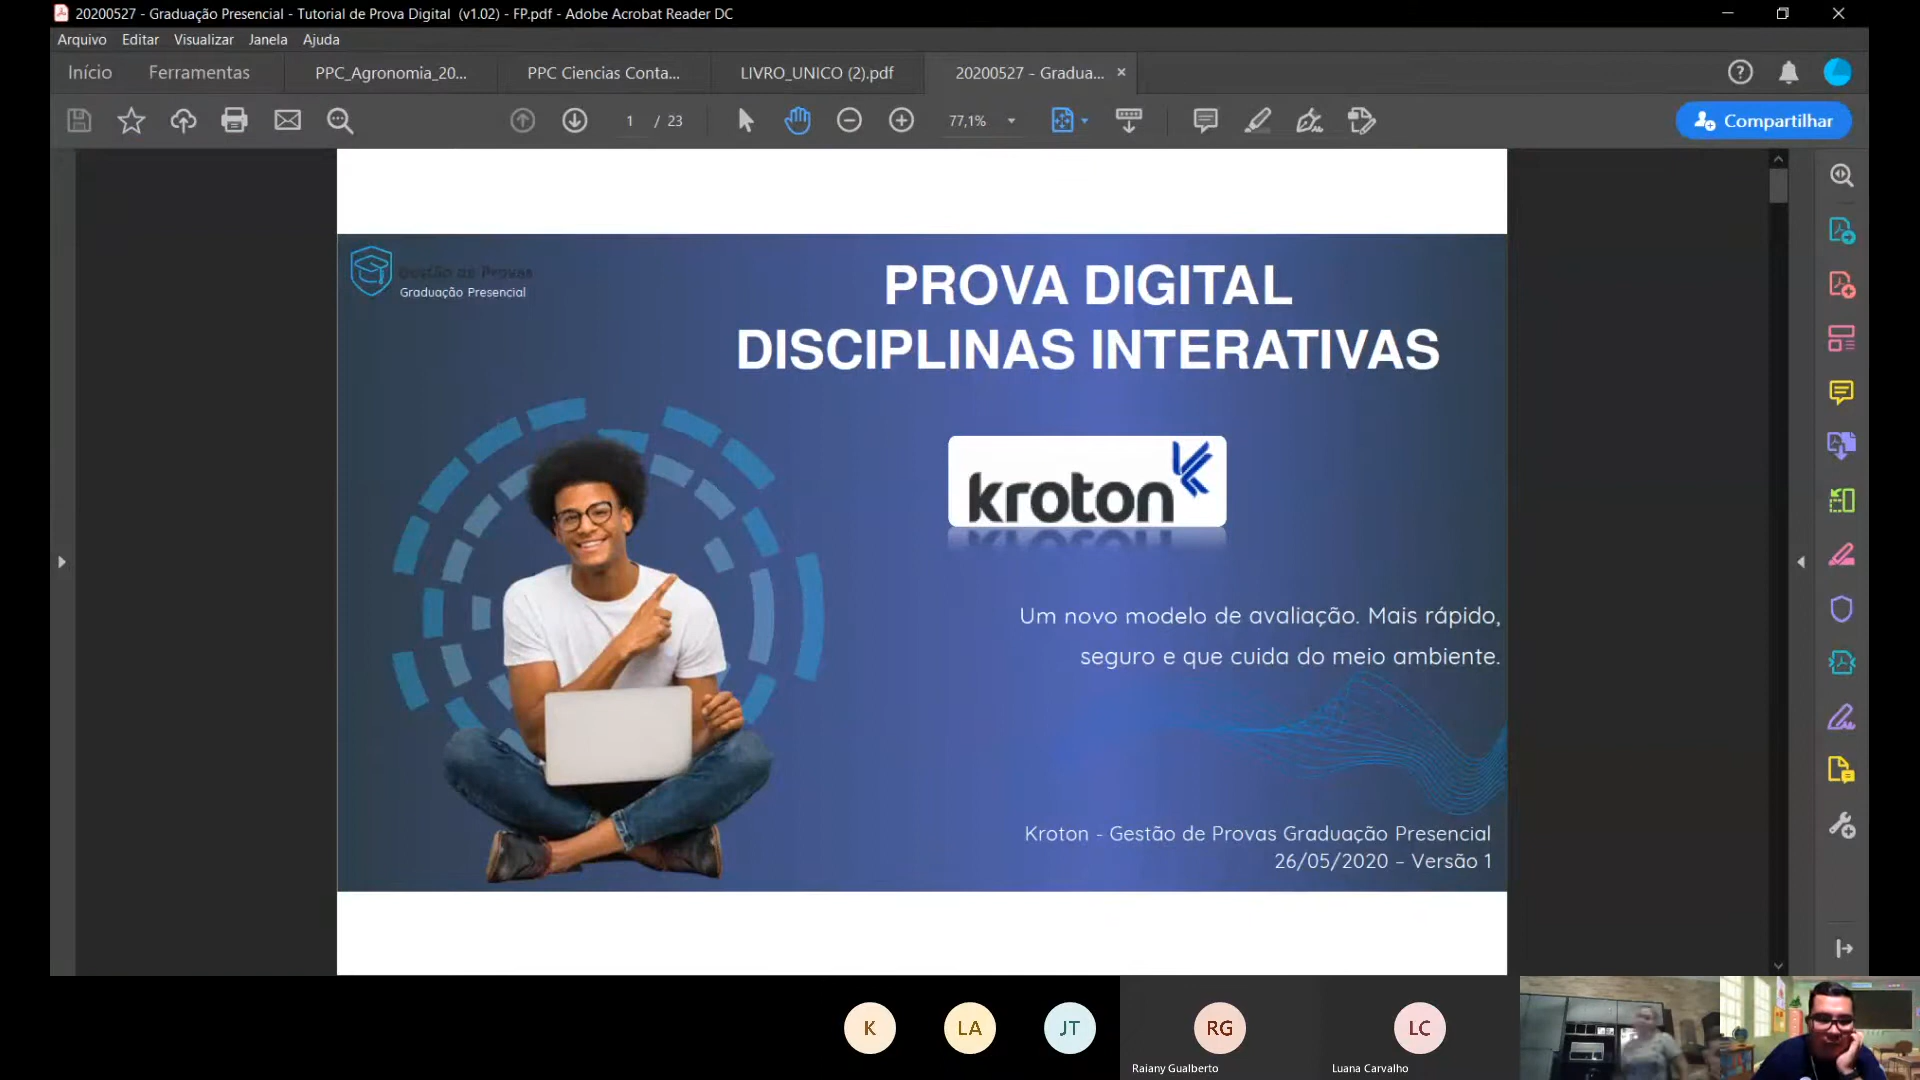 20200527 - Graduação Presencial - Tutorial de Prova Digital (v1.02) - FP.pdf - Adobe Acrobat Reader DC
Arquivo Editar Visualizar Janela Ajuda
Início Ferramentas PPC_Agronomia_20... PPC Ciencias Conta... LIVRO_UNICO (2).pdf 20200527 - Gradua...
1 / 23 77,1% Compartilhar
Gestão de Provas
Graduação Presencial
PROVA DIGITAL
DISCIPLINAS INTERATIVAS
kroton
Um novo modelo de avaliação. Mais rápido,
seguro e que cuida do meio ambiente.
Kroton - Gestão de Provas Graduação Presencial
26/05/2020 – Versão 1
K LA JT RG LC
Raiany Gualberto Luana Carvalho